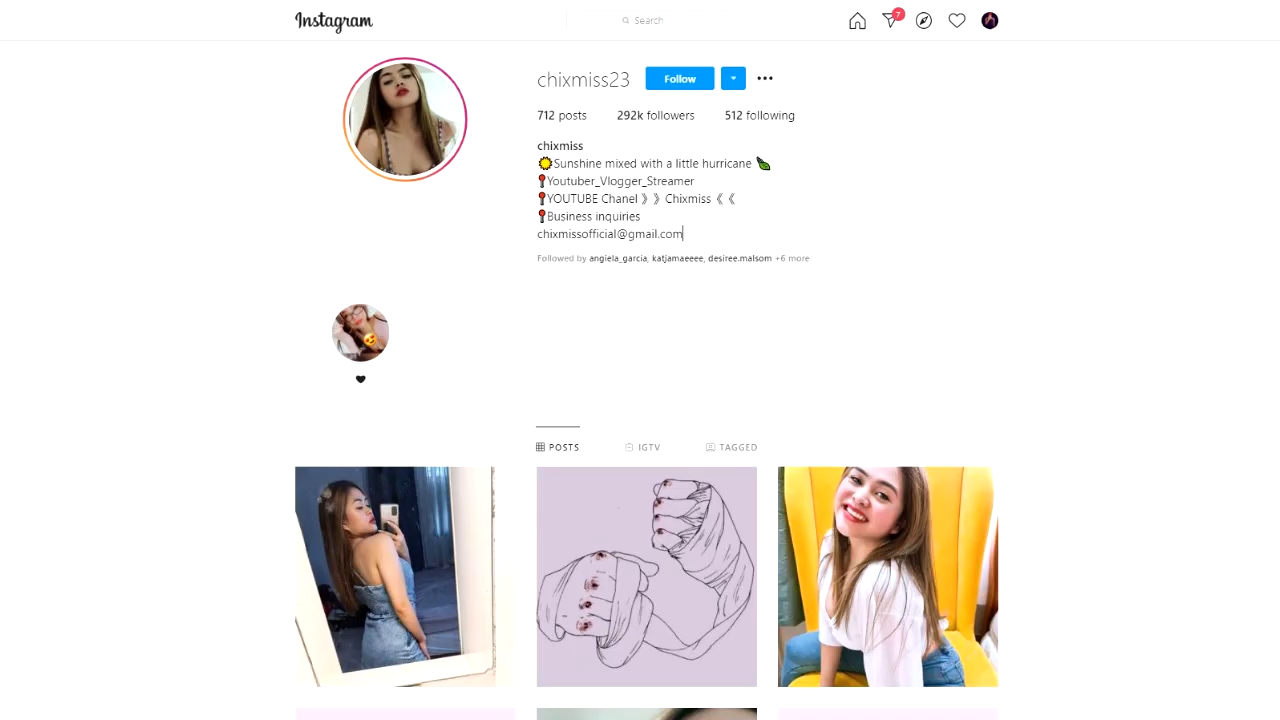 Instagram
Search
7
chixmiss23 Follow
712 posts 292k followers 512 following
chixmiss
Sunshine mixed with a little hurricane
Youtuber_Vlogger_Streamer
YOUTUBE Chanel 》》Chixmiss《《
Business inquiries
chixmissofficial@gmail.com
Followed by angiela_garcia, katjamaeeee, desiree.malsom +6 more
POSTS IGTV TAGGED